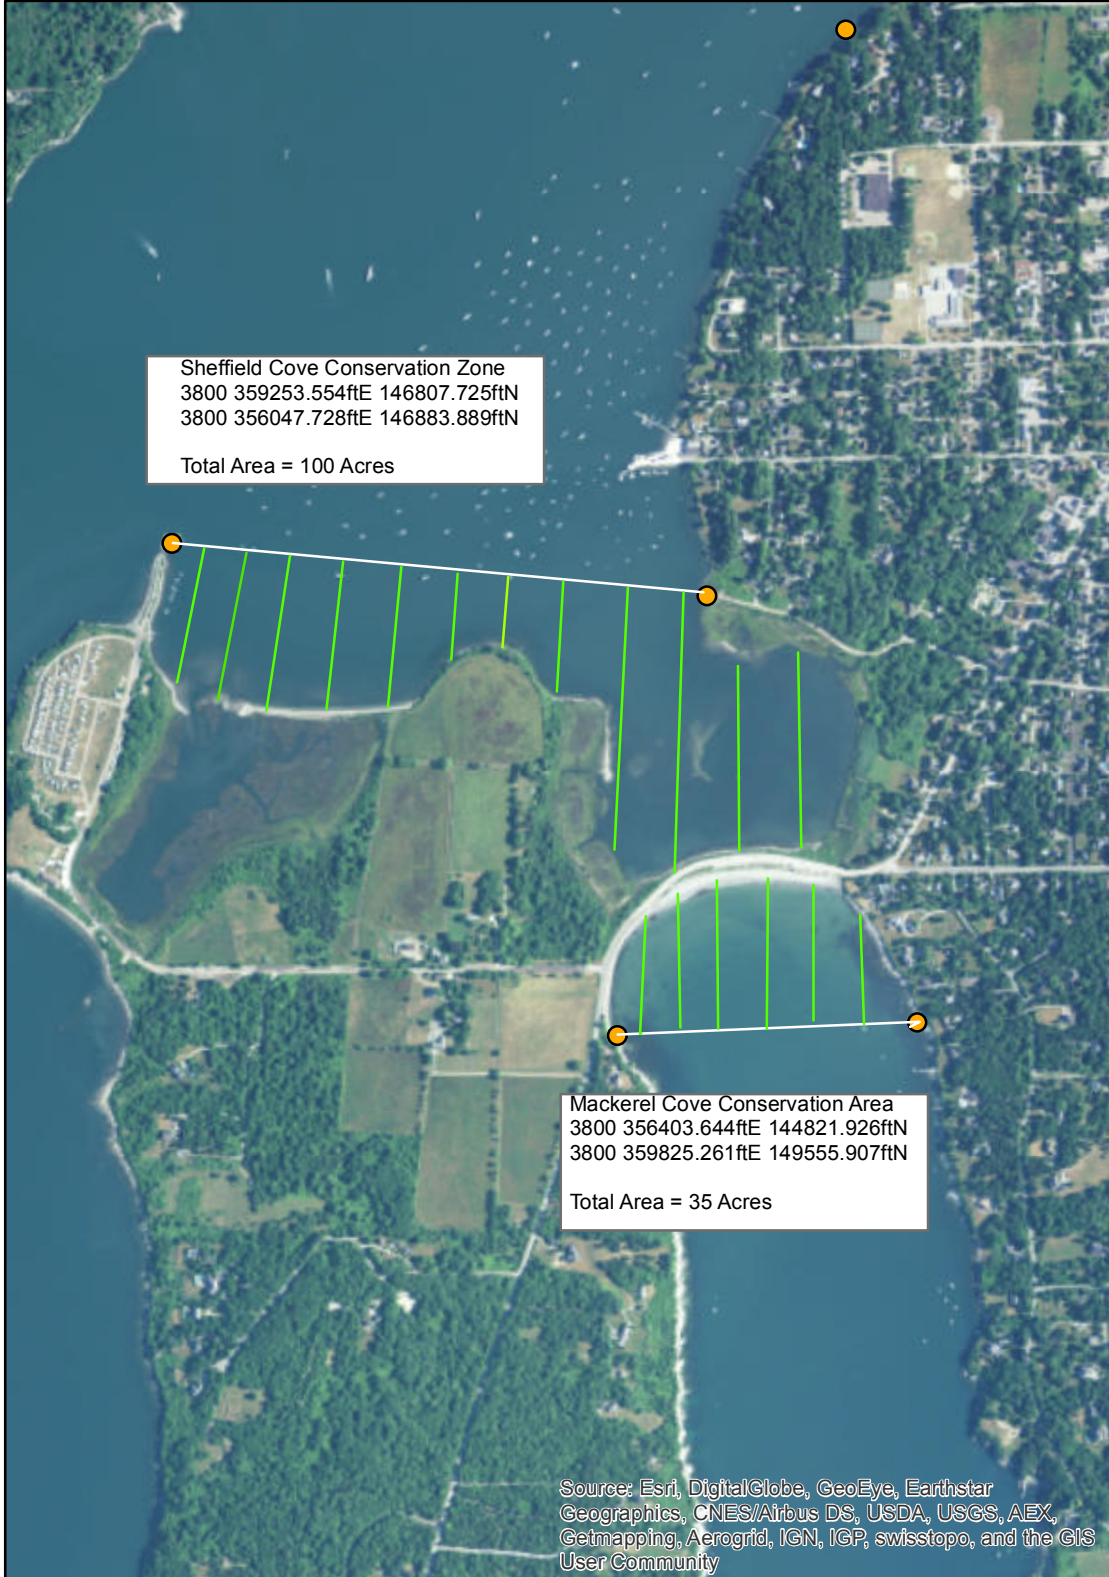 Sheffield Cove Conservation Zone
3800 359253.554ftE 146807.725ftN
3800 356047.728ftE 146883.889ftN
Total Area = 100 Acres
Mackerel Cove Conservation Area
3800 356403.644ftE 144821.926ftN
3800 359825.261ftE 149555.907ftN
Total Area = 35 Acres
Source: Esri, DigitalGlobe, GeoEye, Earthstar
Geographics, CNES/Airbus DS, USDA, USGS, AEX,
Getmapping, Aerogrid, IGN, IGP, swisstopo, and the GIS
User Community